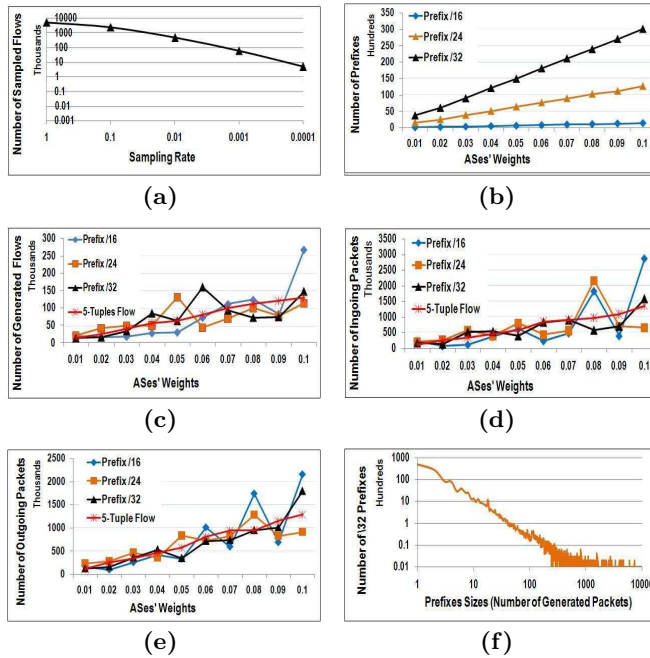 Number of Sampled Flows
Thousands
10000
1000
100
10
1
0.1
0.01
0.001
1
0.1
0.01
0.001
0.0001
Sampling Rate
(a)
Number of Prefixes
Hundreds
350
300
250
200
150
100
50
0
Prefix /16
Prefix /24
Prefix /32
0.01 0.02 0.03 0.04 0.05 0.06 0.07 0.08 0.09 0.1
ASes' Weights
(b)
Number of Generated Flows
Thousands
300
250
200
150
100
50
0
Prefix /16
Prefix /24
Prefix /32
5-Tuples Flow
0.01 0.02 0.03 0.04 0.05 0.06 0.07 0.08 0.09 0.1
ASes' Weights
(c)
Number of Ingoing Packets
Thousands
3500
3000
2500
2000
1500
1000
500
0
Prefix /16
Prefix /24
Prefix /32
5-Tuple Flow
0.01 0.02 0.03 0.04 0.05 0.06 0.07 0.08 0.09 0.1
ASes' Weights
(d)
Number of Outgoing Packets
Thousands
2500
2000
1500
1000
500
0
Prefix /16
Prefix /24
Prefix /32
5-Tuple Flow
0.01 0.02 0.03 0.04 0.05 0.06 0.07 0.08 0.09 0.1
ASes' Weights
(e)
Number of \32 Prefixes
Hundreds
1000
100
10
1
0.1
0.01
0.00
1 10 100 1000 10000
Prefixes Sizes (Number of Generated Packets)
(f)